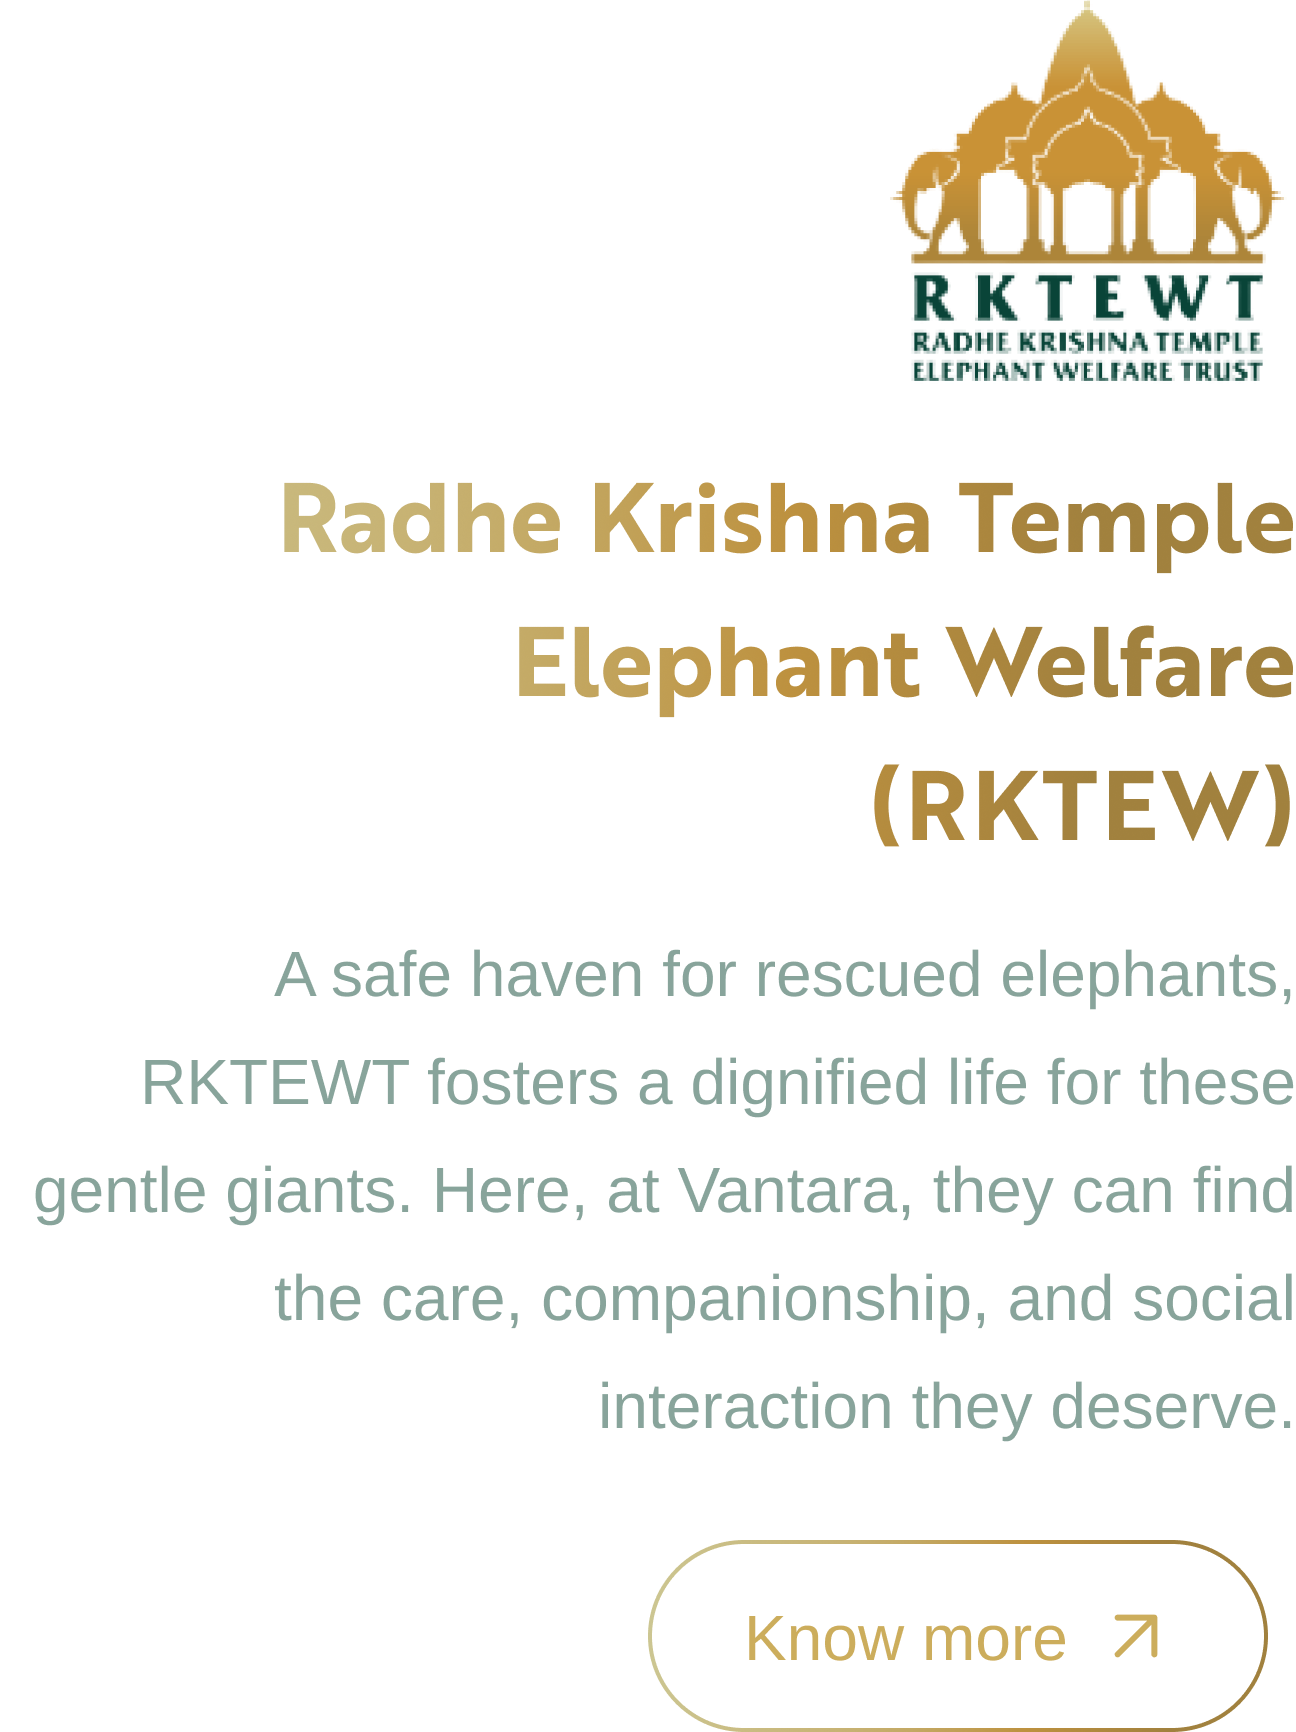 RKTEWT
RADHE KRISHNA TEMPLE
ELEPHANT WELFARE TRUST
Radhe Krishna Temple
Elephant Welfare
(RKTEW)
A safe haven for rescued elephants,
RKTEWT fosters a dignified life for these
gentle giants. Here, at Vantara, they can find
the care, companionship, and social
interaction they deserve.
Know more